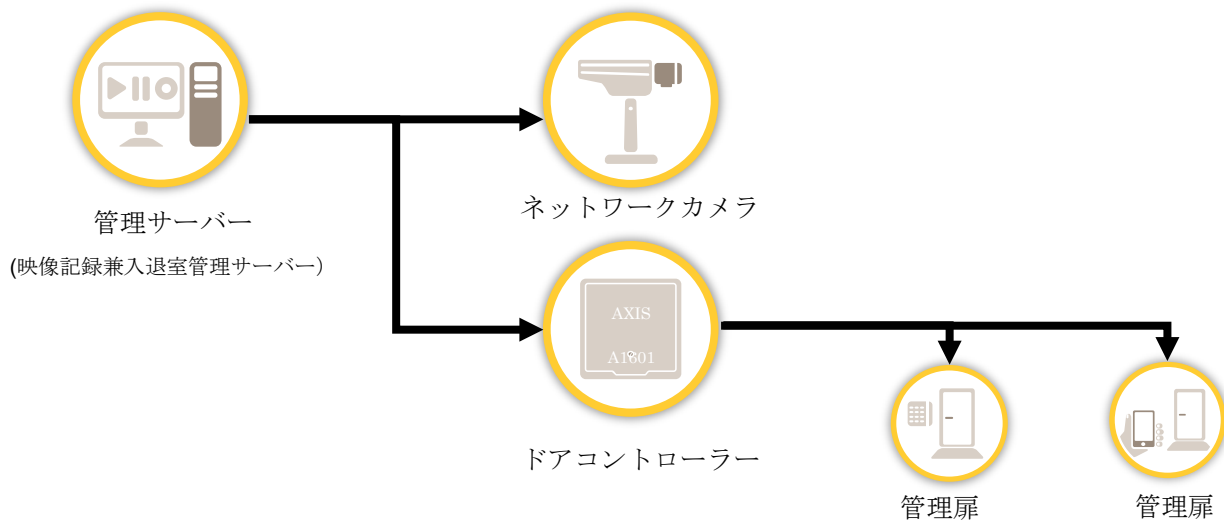 管理サーバー
(映像記録兼入退室管理サーバー）
ネットワークカメラ
AXIS
A1601
ドアコントローラー
管理扉
管理扉